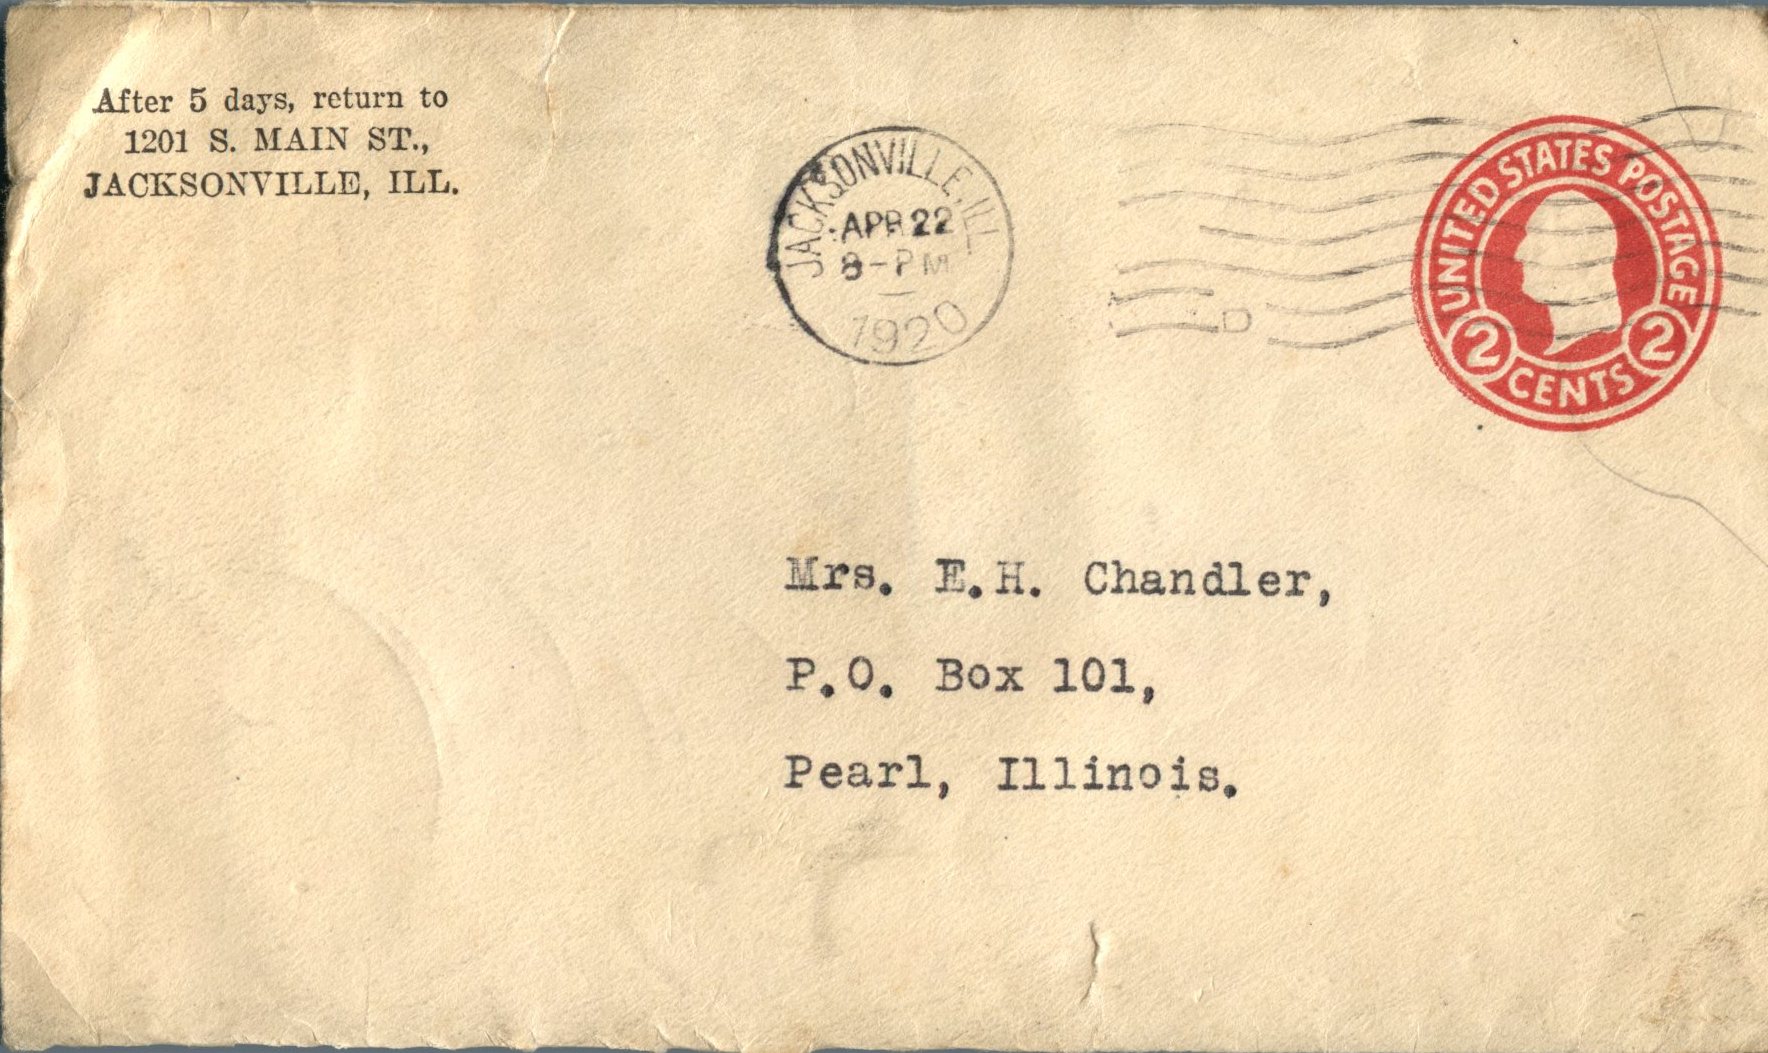 After 5 days, return to
1201 S. MAIN ST.,
JACKSONVILLE, ILL.
JACKSONVILLE, ILL.
APR 22
8-PM
1920
UNITED STATES POSTAGE
2 CENTS 2
Mrs. E.H. Chandler,
P.O. Box 101,
Pearl, Illinois.